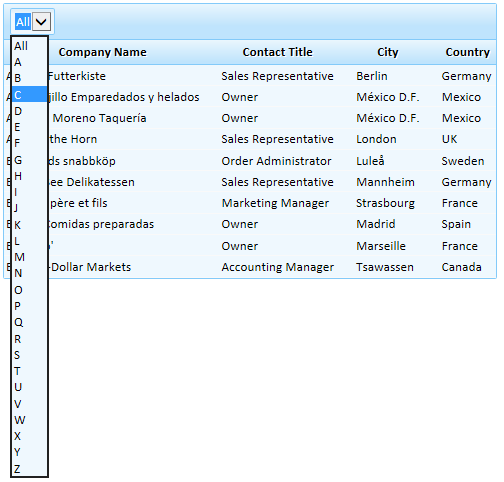 All
All
A
B
C
D
E
F
G
H
I
J
K
L
M
N
O
P
Q
R
S
T
U
V
W
X
Y
Z
Company Name Contact Title City Country
Futterkiste Sales Representative Berlin Germany
Emparedados y helados Owner México D.F. Mexico
Moreno Taquería Owner México D.F. Mexico
the Horn Sales Representative London UK
snabbköp Order Administrator Luleå Sweden
Delikatessen Sales Representative Mannheim Germany
père et fils Marketing Manager Strasbourg France
Comidas preparadas Owner Madrid Spain
Owner Marseille France
-Dollar Markets Accounting Manager Tsawassen Canada